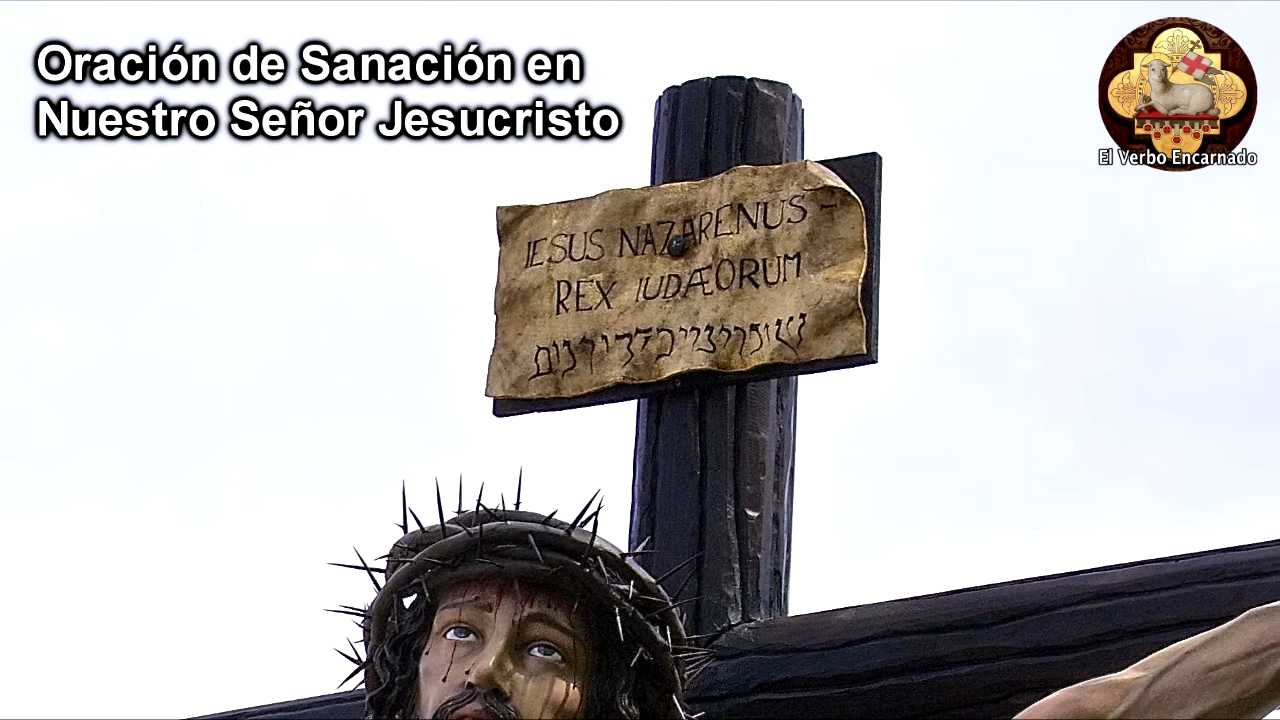 Oración de Sanación en
Nuestro Señor Jesucristo
El Verbo Encarnado
IESUS NAZARENUS -
REX IUDÆORUM